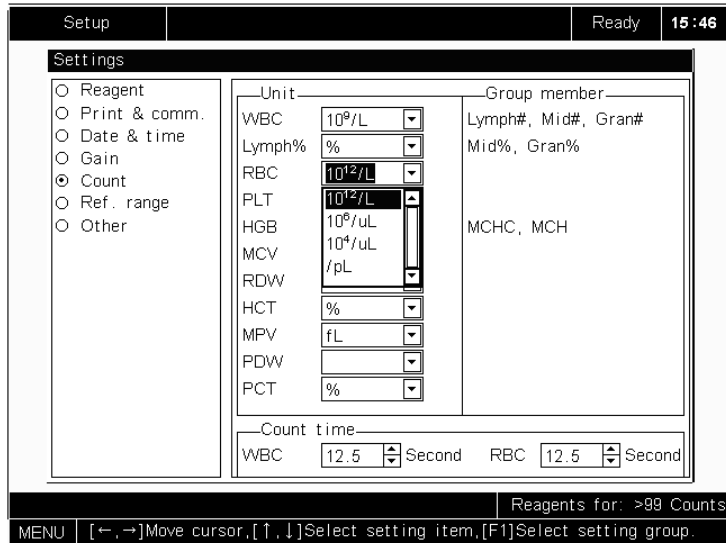 Setup Ready 15:46
Settings
Reagent
Print & comm.
Date & time
Gain
Count
Ref. range
Other
Unit Group member
WBC 10⁹/L Lymph#, Mid#, Gran#
Lymph% % Mid%, Gran%
RBC 10¹²/L
PLT 10¹²/L
HGB 10⁶/uL MCHC, MCH
MCV 10⁴/uL
/pL
RDW
HCT %
MPV fL
PDW
PCT %
Count time
WBC 12.5 Second RBC 12.5 Second
Reagents for: >99 Counts
MENU [←,→]Move cursor,[↑,↓]Select setting item,[F1]Select setting group.